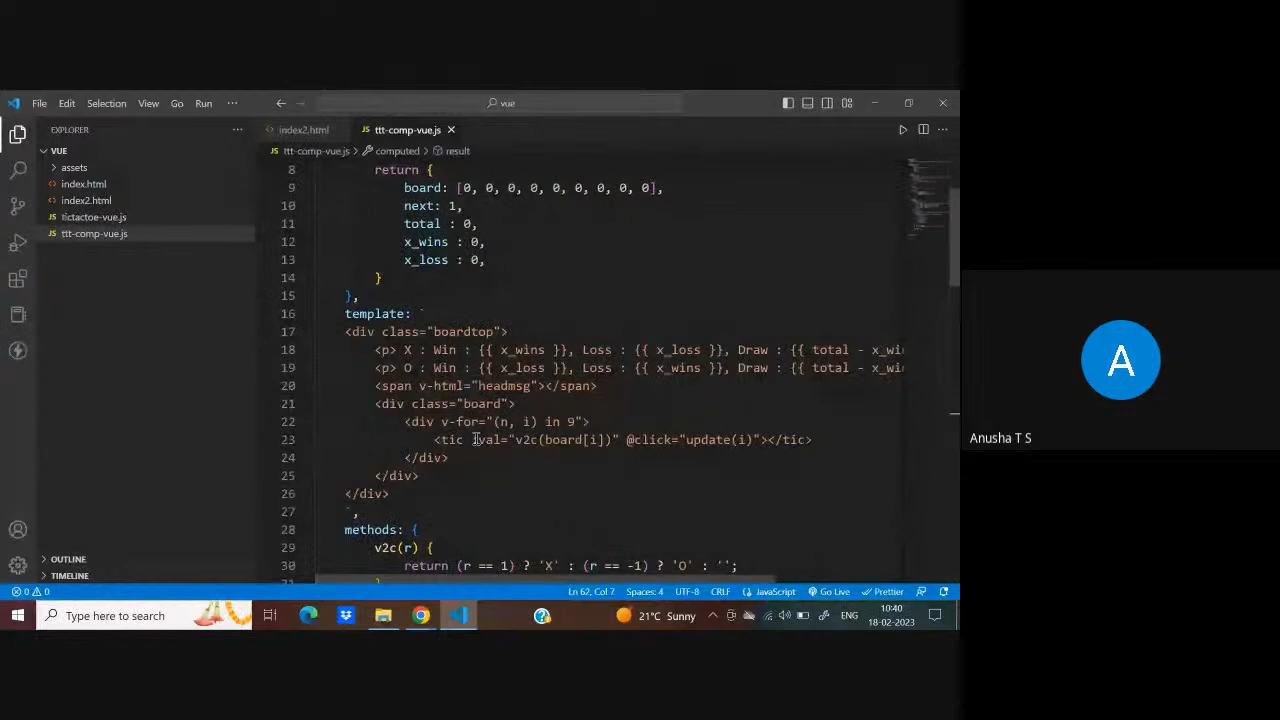 File Edit Selection View Go Run ··· vue
EXPLORER ···
index2.html ttt-comp-vue.js
VUE
ttt-comp-vue.js > computed > result
assets
index.html
index2.html
tictactoe-vue.js
ttt-comp-vue.js
8 return {
9 board: [0, 0, 0, 0, 0, 0, 0, 0, 0],
10 next: 1,
11 total : 0,
12 x_wins : 0,
13 x_loss : 0,
14 }
15 },
16 template: `
17 <div class="boardtop">
18 <p> X : Win : {{ x_wins }}, Loss : {{ x_loss }}, Draw : {{ total - x_win
19 <p> O : Win : {{ x_loss }}, Loss : {{ x_wins }}, Draw : {{ total - x_win
20 <span v-html="headmsg"></span>
21 <div class="board">
22 <div v-for="(n, i) in 9">
23 <tic :val="v2c(board[i])" @click="update(i)"></tic>
24 </div>
25 </div>
26 </div>
27 `,
28 methods: {
29 v2c(r) {
30 return (r == 1) ? 'X' : (r == -1) ? 'O' : '';
OUTLINE
TIMELINE
0 0 Ln 62, Col 7 Spaces: 4 UTF-8 CRLF JavaScript Go Live Prettier
Type here to search 21°C Sunny ENG 10:40
18-02-2023
A
Anusha T S